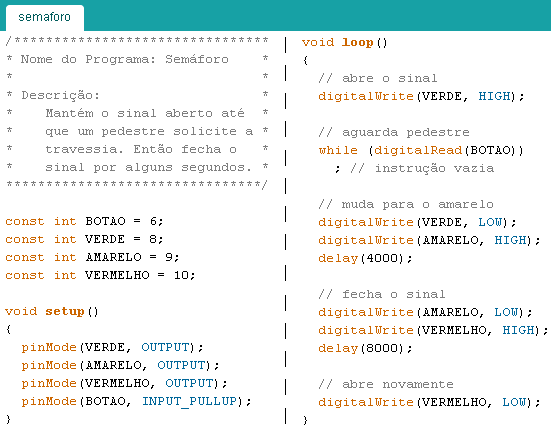 semaforo
/********************************
* Nome do Programa: Semáforo    *
*                               *
* Descrição:                    *
*    Mantém o sinal aberto até  *
*    que um pedestre solicite a *
*    travessia. Então fecha o   *
*    sinal por alguns segundos. *
********************************/
const int BOTAO = 6;
const int VERDE = 8;
const int AMARELO = 9;
const int VERMELHO = 10;
void setup()
{
  pinMode(VERDE, OUTPUT);
  pinMode(AMARELO, OUTPUT);
  pinMode(VERMELHO, OUTPUT);
  pinMode(BOTAO, INPUT_PULLUP);
}
void loop()
{
  // abre o sinal
  digitalWrite(VERDE, HIGH);
  // aguarda pedestre
  while (digitalRead(BOTAO))
    ; // instrução vazia
  // muda para o amarelo
  digitalWrite(VERDE, LOW);
  digitalWrite(AMARELO, HIGH);
  delay(4000);
  // fecha o sinal
  digitalWrite(AMARELO, LOW);
  digitalWrite(VERMELHO, HIGH);
  delay(8000);
  // abre novamente
  digitalWrite(VERMELHO, LOW);
}